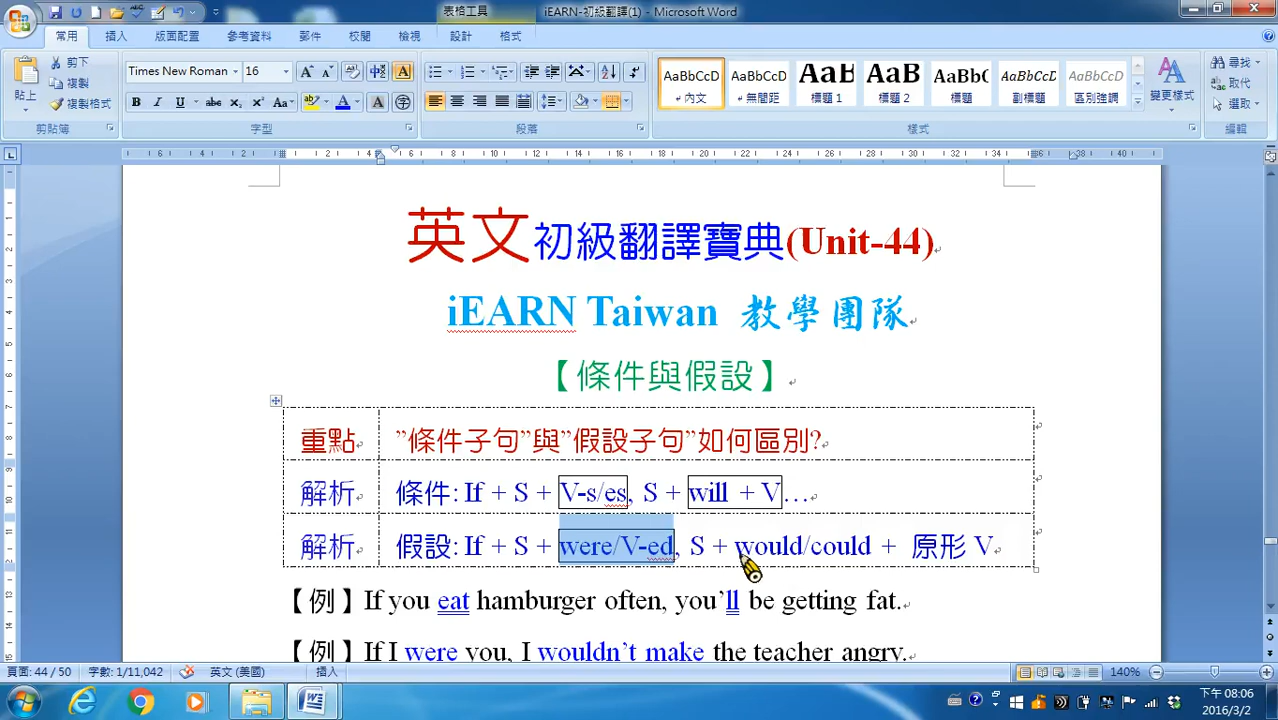 表格工具
iEARN-初級翻譯(1) - Microsoft Word
常用 插入 版面配置 參考資料 郵件 校閱 檢視 設計 格式
貼上
剪下
複製
複製格式
剪貼簿
Times New Roman 16
字型
段落
AaBbCcD 內文
AaBbCcD 無間距
AaBb 標題 1
AaB 標題 2
AaBbCc 標題
AaBbCcD 副標題
AaBbCcD 區別強調
變更樣式
樣式
尋找
取代
選取
編輯
英文初級翻譯寶典(Unit-44)
iEARN Taiwan 教學團隊
【條件與假設】
重點 ”條件子句”與”假設子句”如何區別?
解析 條件: If + S + V-s/es, S + will + V…
解析 假設: If + S + were/V-ed, S + would/could + 原形 V
【例】If you eat hamburger often, you’ll be getting fat.
【例】If I were you, I wouldn’t make the teacher angry.
頁面: 44 / 50 字數: 1/11,042 英文 (美國) 插入 140%
下午 08:06
2016/3/2